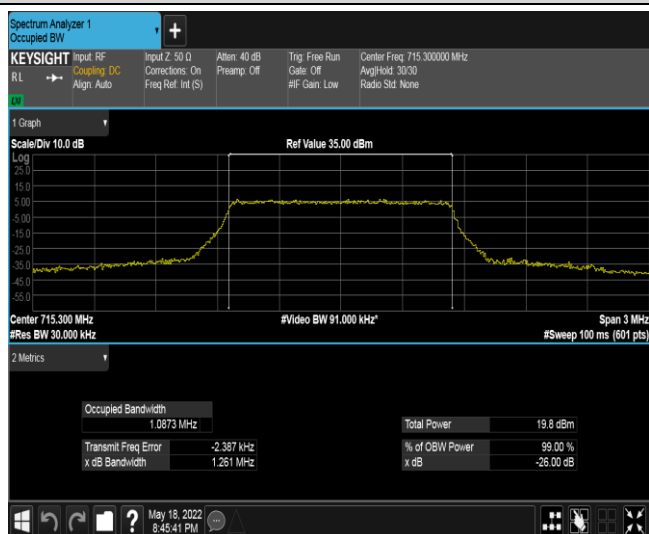 Spectrum Analyzer 1
Occupied BW
+
KEYSIGHT
RL
LXI
Input: RF
Coupling: DC
Align: Auto
Input Z: 50 Ω
Corrections: On
Freq Ref: Int (S)
Atten: 40 dB
Preamp: Off
Trig: Free Run
Gate: Off
#IF Gain: Low
Center Freq: 715.300000 MHz
Avg|Hold: 30/30
Radio Std: None
1 Graph
Scale/Div 10.0 dB
Ref Value 35.00 dBm
Log
25.0
15.0
5.00
-5.00
-15.0
-25.0
-35.0
-45.0
-55.0
Center 715.300 MHz
#Video BW 91.000 kHz*
Span 3 MHz
#Res BW 30.000 kHz
#Sweep 100 ms (601 pts)
2 Metrics
Occupied Bandwidth
1.0873 MHz
Transmit Freq Error -2.387 kHz
x dB Bandwidth 1.261 MHz
Total Power 19.8 dBm
% of OBW Power 99.00 %
x dB -26.00 dB
?
May 18, 2022
8:45:41 PM